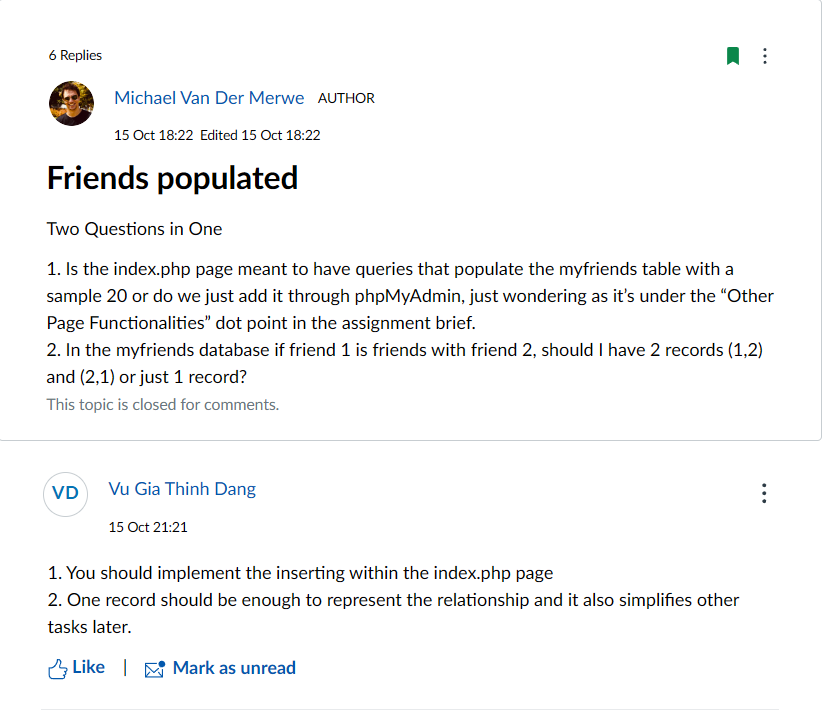 6 Replies
Michael Van Der Merwe AUTHOR
15 Oct 18:22 Edited 15 Oct 18:22
Friends populated
Two Questions in One
1. Is the index.php page meant to have queries that populate the myfriends table with a
sample 20 or do we just add it through phpMyAdmin, just wondering as it’s under the “Other
Page Functionalities” dot point in the assignment brief.
2. In the myfriends database if friend 1 is friends with friend 2, should I have 2 records (1,2)
and (2,1) or just 1 record?
This topic is closed for comments.
VD
Vu Gia Thinh Dang
15 Oct 21:21
1. You should implement the inserting within the index.php page
2. One record should be enough to represent the relationship and it also simplifies other
tasks later.
Like | Mark as unread